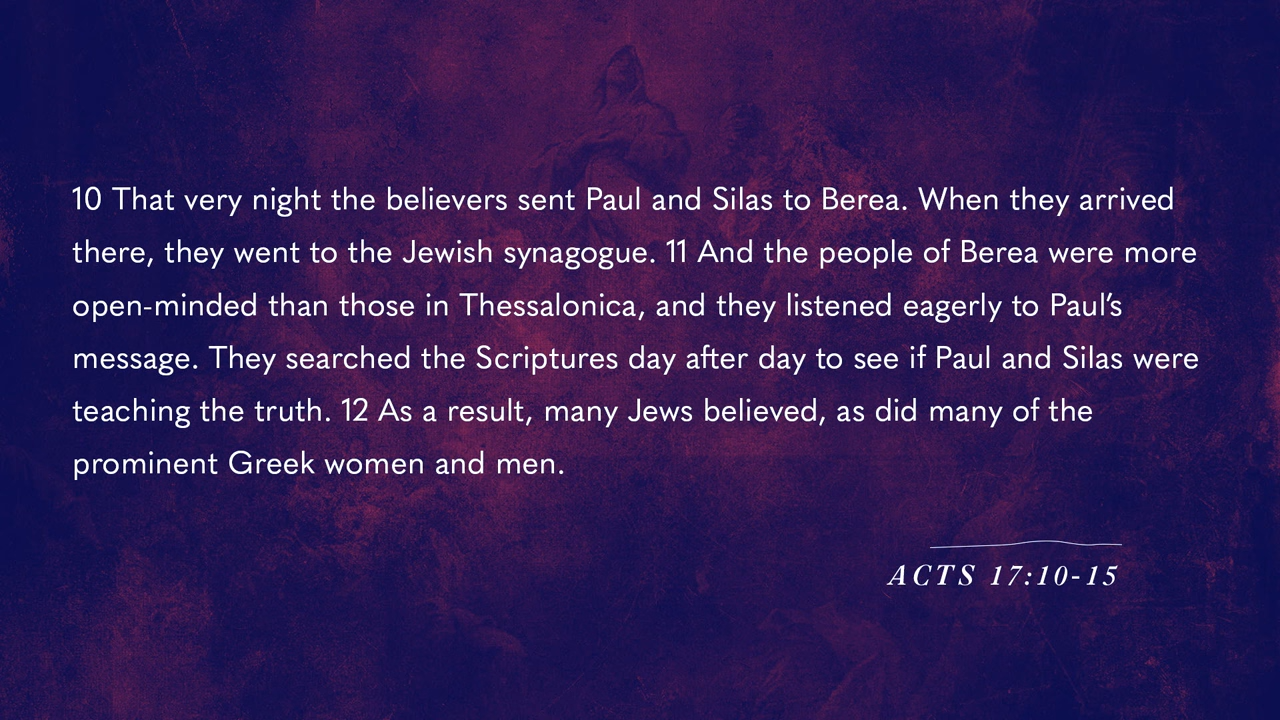 10 That very night the believers sent Paul and Silas to Berea. When they arrived
there, they went to the Jewish synagogue. 11 And the people of Berea were more
open-minded than those in Thessalonica, and they listened eagerly to Paul’s
message. They searched the Scriptures day after day to see if Paul and Silas were
teaching the truth. 12 As a result, many Jews believed, as did many of the
prominent Greek women and men.
ACTS 17:10-15